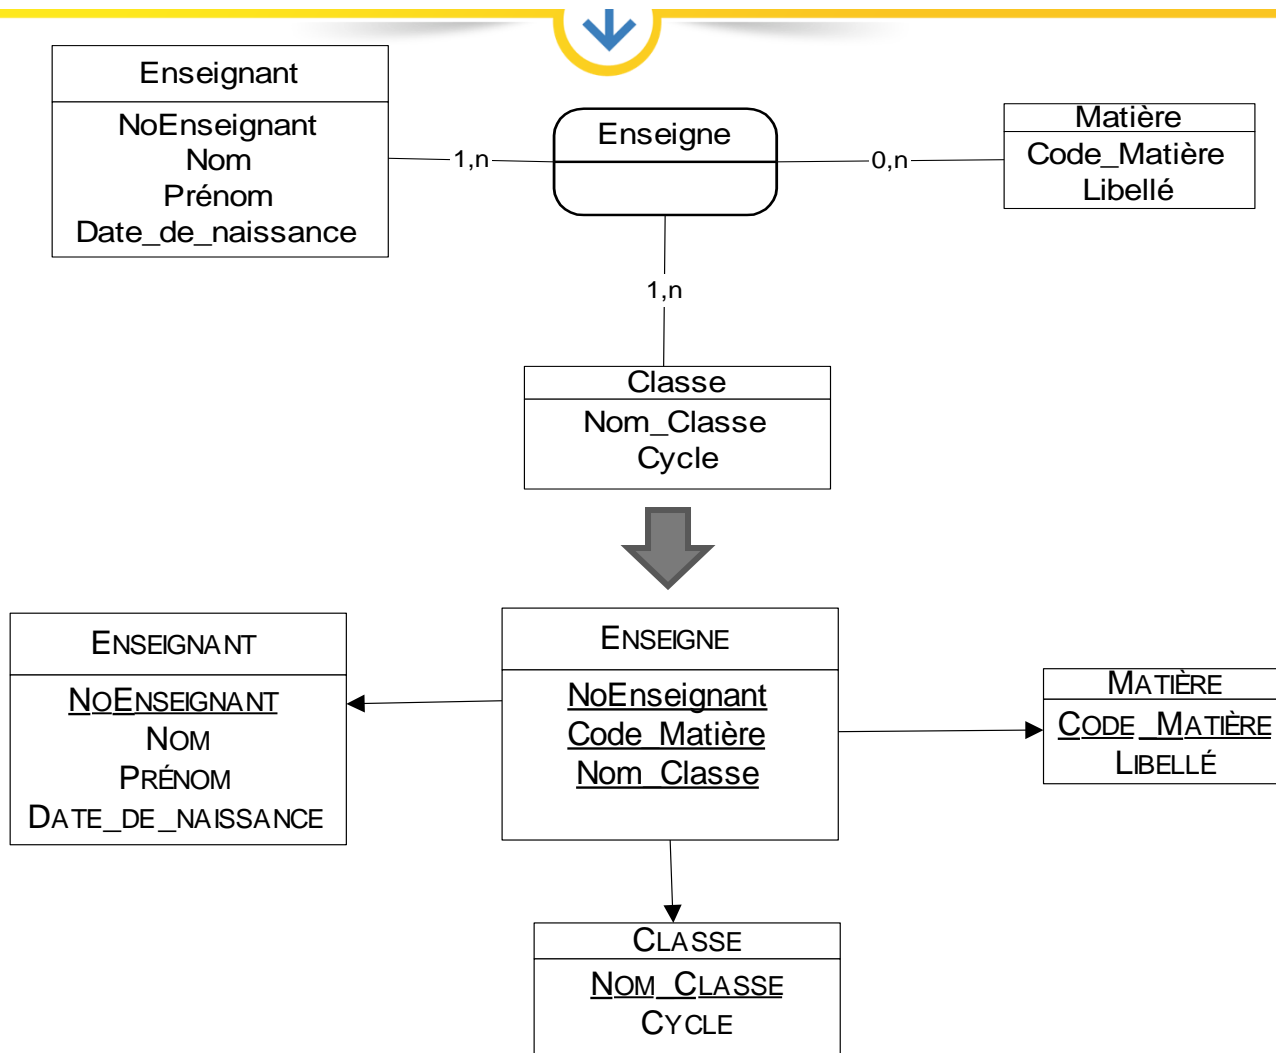 Enseignant
NoEnseignant
Nom
Prénom
Date_de_naissance
1,n
Enseigne
0,n
Matière
Code_Matière
Libellé
1,n
Classe
Nom_Classe
Cycle
ENSEIGNANT
NOENSEIGNANT
NOM
PRÉNOM
DATE_DE_NAISSANCE
ENSEIGNE
NoEnseignant
Code_Matière
Nom_Classe
MATIÈRE
CODE_MATIÈRE
LIBELLÉ
CLASSE
NOM_CLASSE
CYCLE